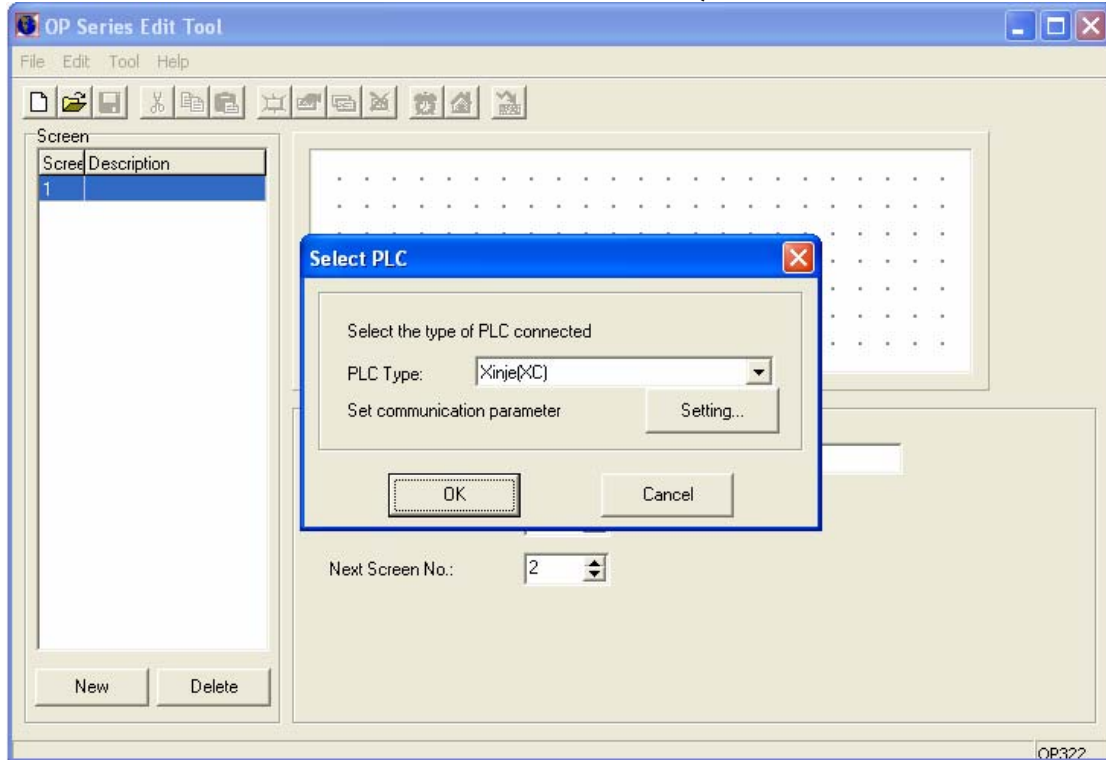 OP Series Edit Tool
File Edit Tool Help
Screen
Scree Description
1
Select PLC
Select the type of PLC connected
PLC Type: Xinje(XC)
Set communication parameter Setting...
OK Cancel
Next Screen No.: 2
New Delete
OP322